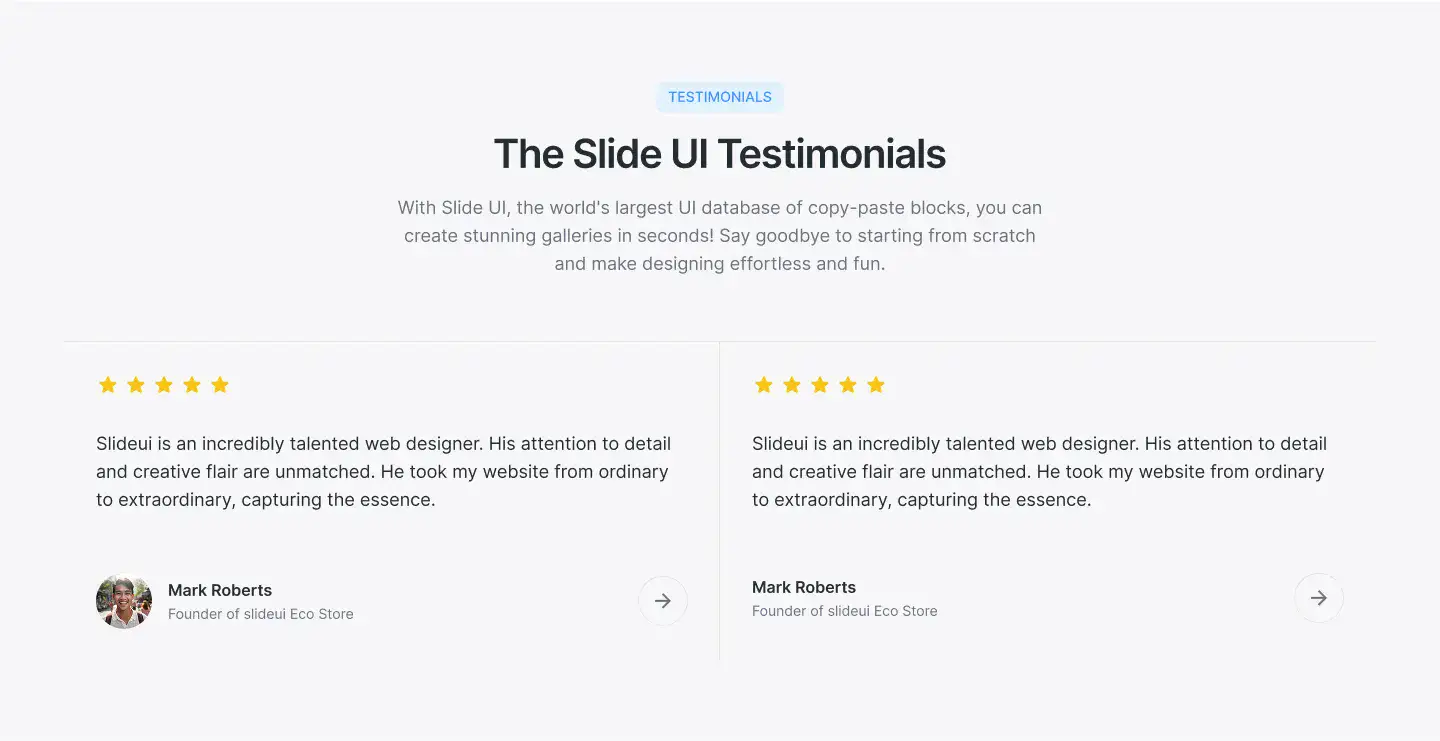 TESTIMONIALS
The Slide UI Testimonials
With Slide UI, the world's largest UI database of copy-paste blocks, you can
create stunning galleries in seconds! Say goodbye to starting from scratch
and make designing effortless and fun.
Slideui is an incredibly talented web designer. His attention to detail
and creative flair are unmatched. He took my website from ordinary
to extraordinary, capturing the essence.
Mark Roberts
Founder of slideui Eco Store
Slideui is an incredibly talented web designer. His attention to detail
and creative flair are unmatched. He took my website from ordinary
to extraordinary, capturing the essence.
Mark Roberts
Founder of slideui Eco Store